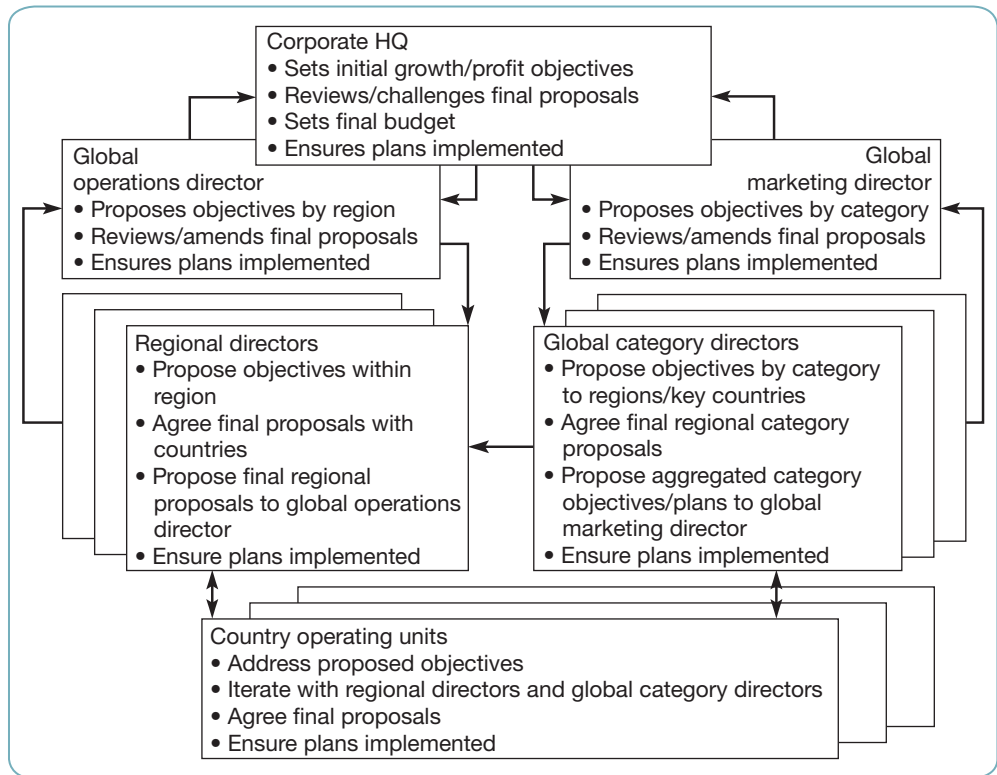 Corporate HQ
• Sets initial growth/profit objectives
• Reviews/challenges final proposals
• Sets final budget
• Ensures plans implemented
Global
operations director
• Proposes objectives by region
• Reviews/amends final proposals
• Ensures plans implemented
Global
marketing director
• Proposes objectives by category
• Reviews/amends final proposals
• Ensures plans implemented
Regional directors
• Propose objectives within
region
• Agree final proposals with
countries
• Propose final regional
proposals to global operations
director
• Ensure plans implemented
Global category directors
• Propose objectives by category
to regions/key countries
• Agree final regional category
proposals
• Propose aggregated category
objectives/plans to global
marketing director
• Ensure plans implemented
Country operating units
• Address proposed objectives
• Iterate with regional directors and global category directors
• Agree final proposals
• Ensure plans implemented